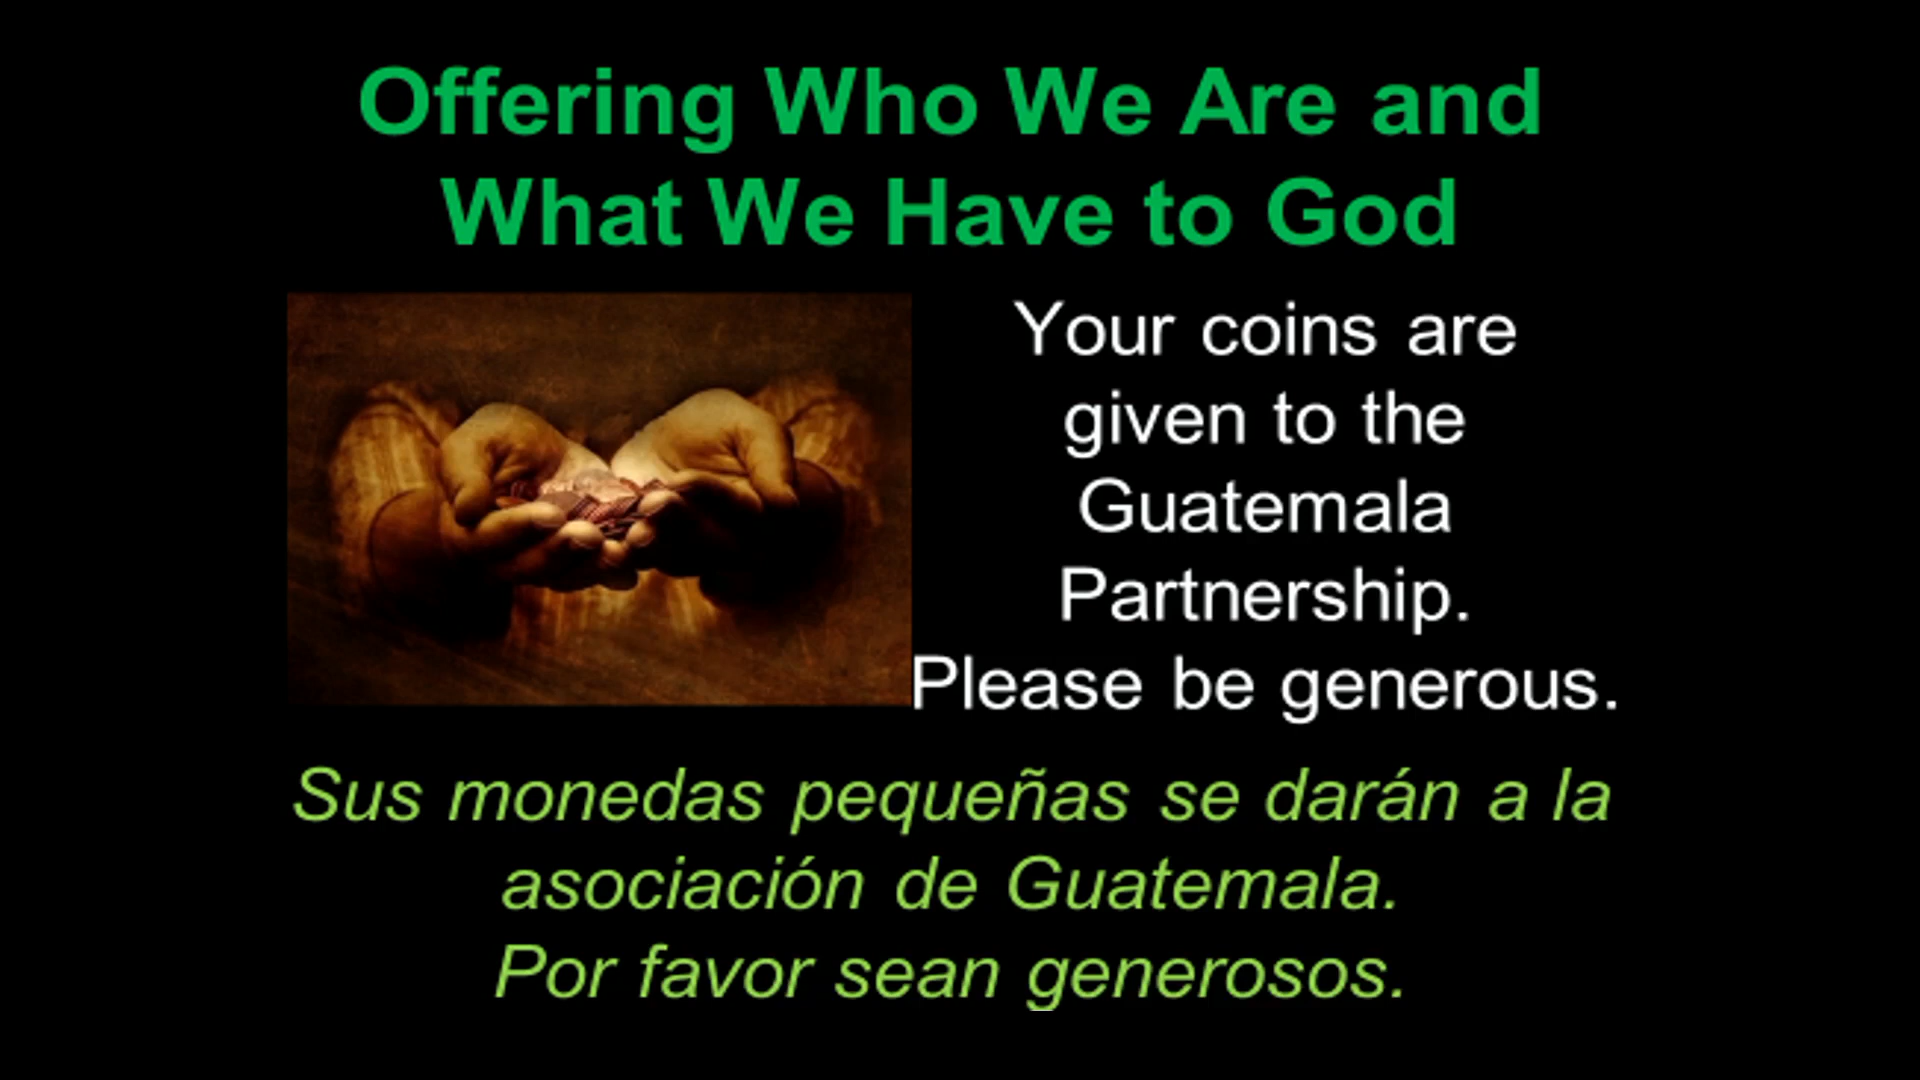 Offering Who We Are and
What We Have to God
Your coins are
given to the
Guatemala
Partnership.
Please be generous.
Sus monedas pequeñas se darán a la
asociación de Guatemala.
Por favor sean generosos.